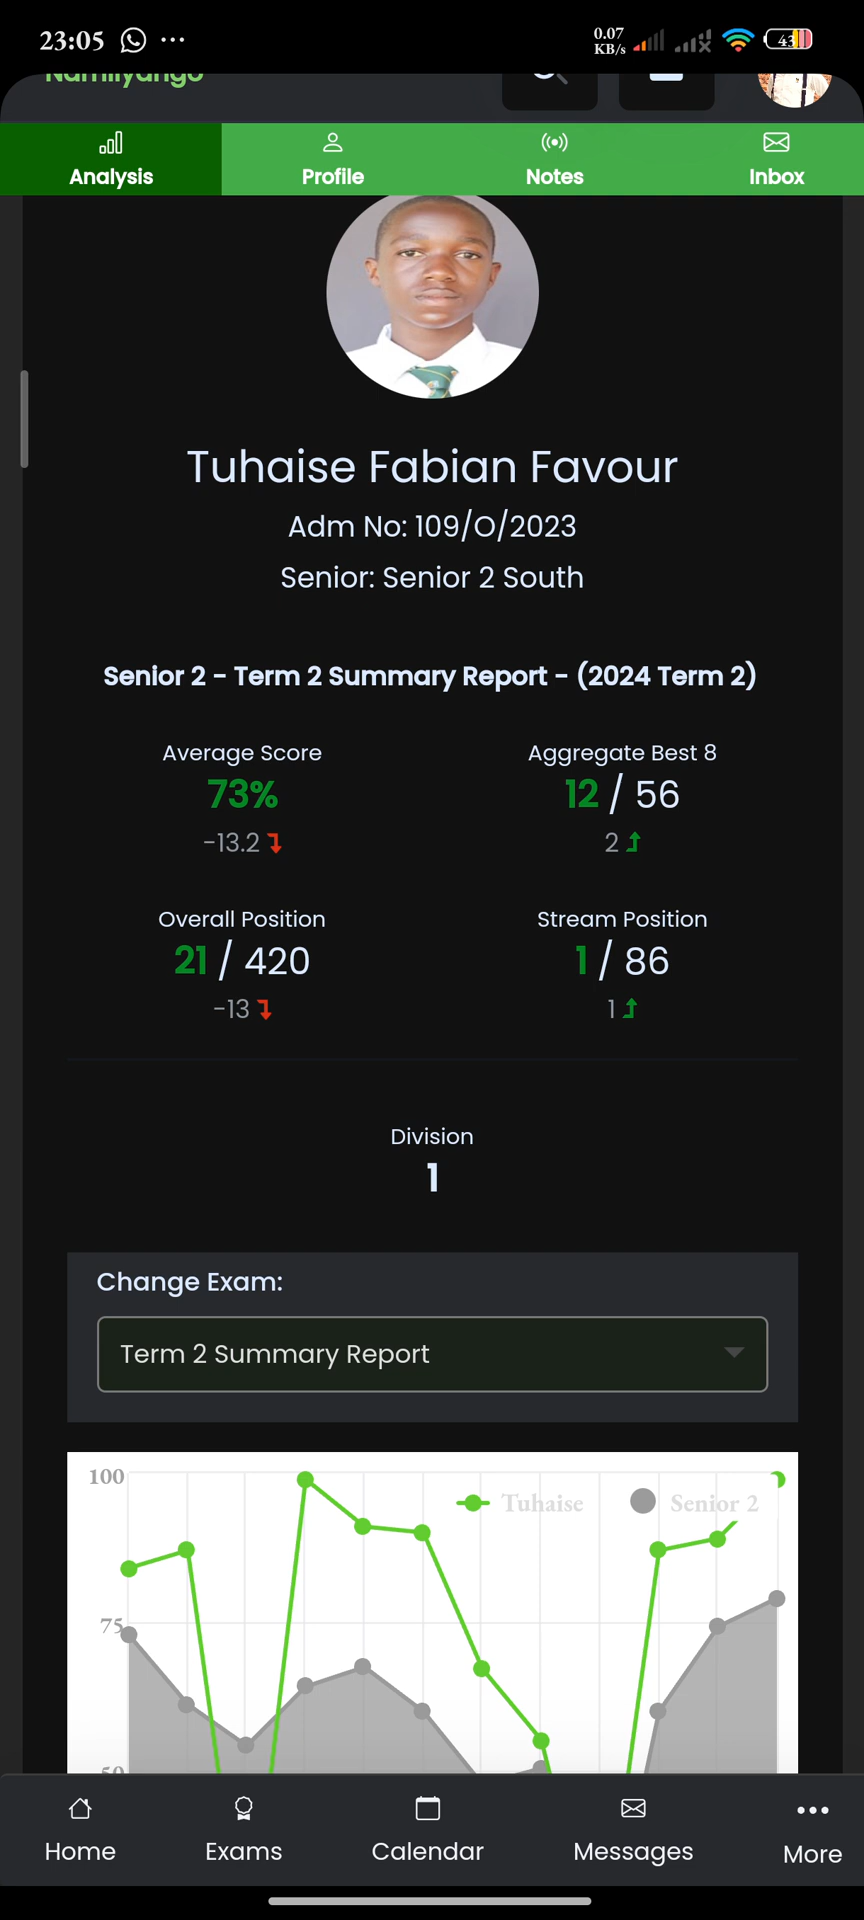 23:05
0.07
KB/s
43
Namilyango
Analysis
Profile
Notes
Inbox
Tuhaise Fabian Favour
Adm No: 109/O/2023
Senior: Senior 2 South
Senior 2 - Term 2 Summary Report - (2024 Term 2)
Average Score
Aggregate Best 8
73%
12 / 56
-13.2
2
Overall Position
Stream Position
21 / 420
1 / 86
-13
1
Division
1
Change Exam:
Term 2 Summary Report
100
Tuhaise
Senior 2
75
50
Home
Exams
Calendar
Messages
More